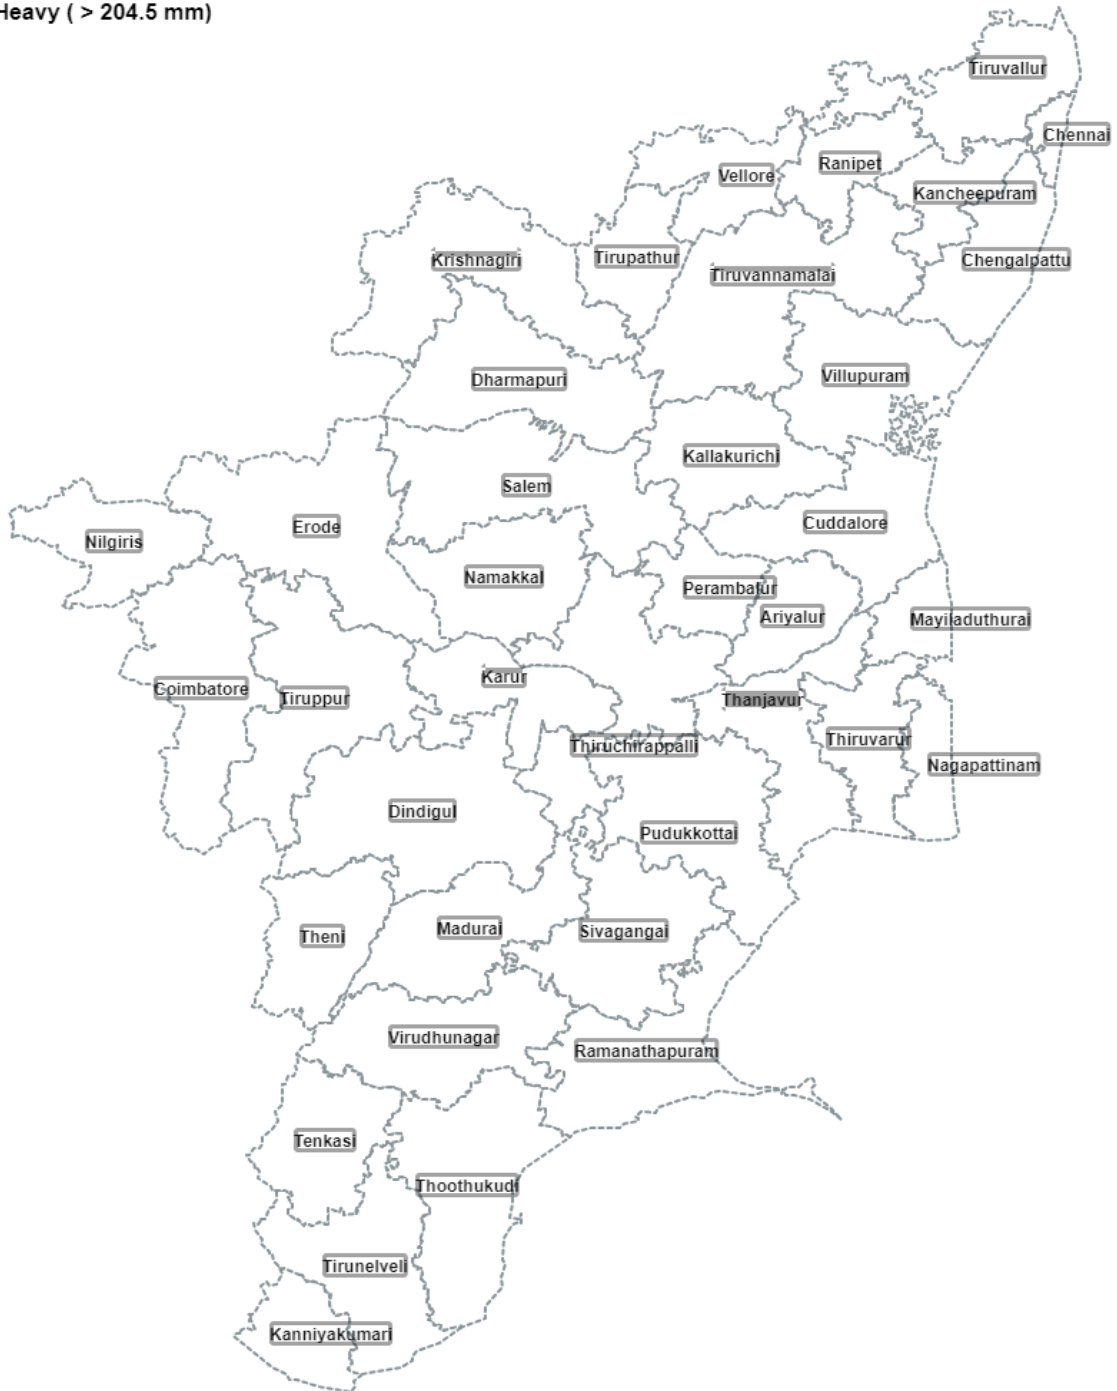 Heavy ( > 204.5 mm)
Tiruvallur
Chennai
Ranipet
Vellore
Kancheepuram
Tirupathur
Krishnagiri
Chengalpattu
Tiruvannamalai
Villupuram
Dharmapuri
Kallakurichi
Salem
Cuddalore
Erode
Nilgiris
Namakkal
Perambalur
Ariyalur
Mayiladuthurai
Karur
Coimbatore
Tiruppur
Thanjavur
Thiruvarur
Thiruchirappalli
Nagapattinam
Dindigul
Pudukkottai
Madurai
Sivagangai
Theni
Virudhunagar
Ramanathapuram
Tenkasi
Thoothukudi
Tirunelveli
Kanniyakumari